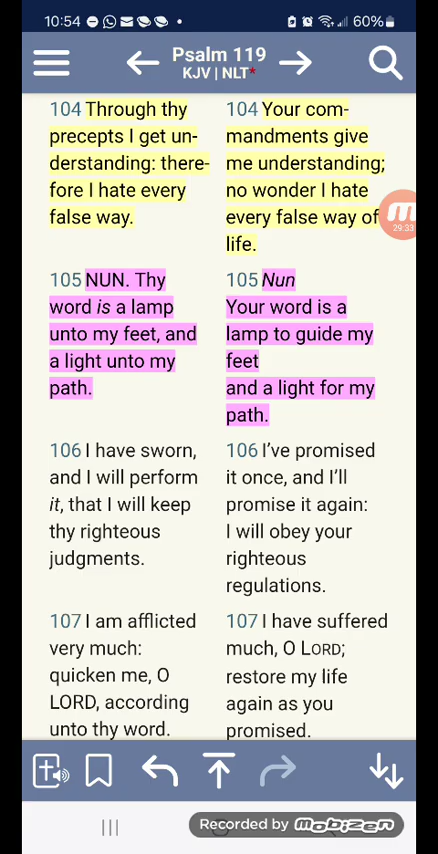 10:54
60%
Psalm 119
KJV | NLT*
104 Through thy
precepts I get un-
derstanding: there-
fore I hate every
false way.
104 Your com-
mandments give
me understanding;
no wonder I hate
every false way of
life.
29:33
105 NUN. Thy
word is a lamp
unto my feet, and
a light unto my
path.
105 Nun
Your word is a
lamp to guide my
feet
and a light for my
path.
106 I have sworn,
and I will perform
it, that I will keep
thy righteous
judgments.
106 I’ve promised
it once, and I’ll
promise it again:
I will obey your
righteous
regulations.
107 I am afflicted
very much:
quicken me, O
LORD, according
unto thy word.
107 I have suffered
much, O LORD;
restore my life
again as you
promised.
Recorded by mobizen